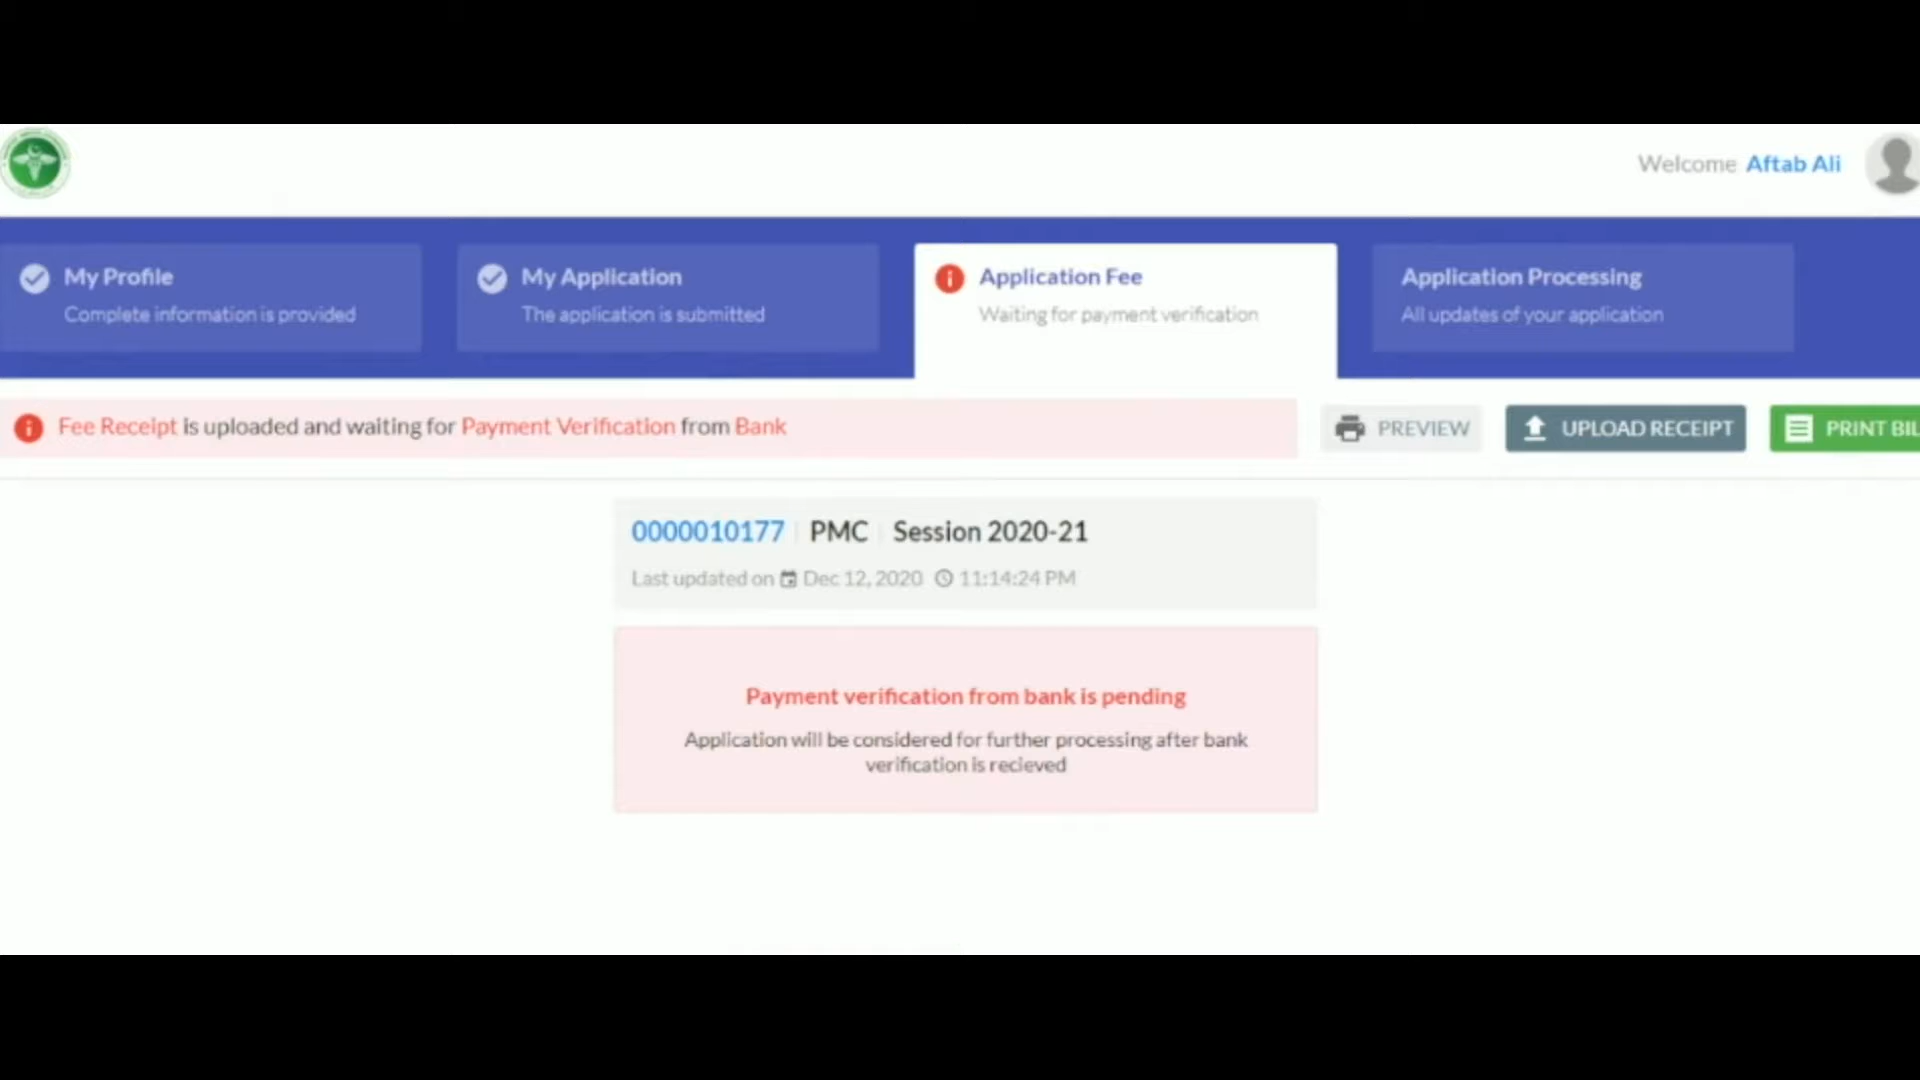 Welcome Aftab Ali
My Profile
Complete information is provided
My Application
The application is submitted
Application Fee
Waiting for payment verification
Application Processing
All updates of your application
Fee Receipt is uploaded and waiting for Payment Verification from Bank
PREVIEW
UPLOAD RECEIPT
PRINT BIL
0000010177 PMC Session 2020-21
Last updated on Dec 12, 2020 11:14:24 PM
Payment verification from bank is pending
Application will be considered for further processing after bank
verification is recieved